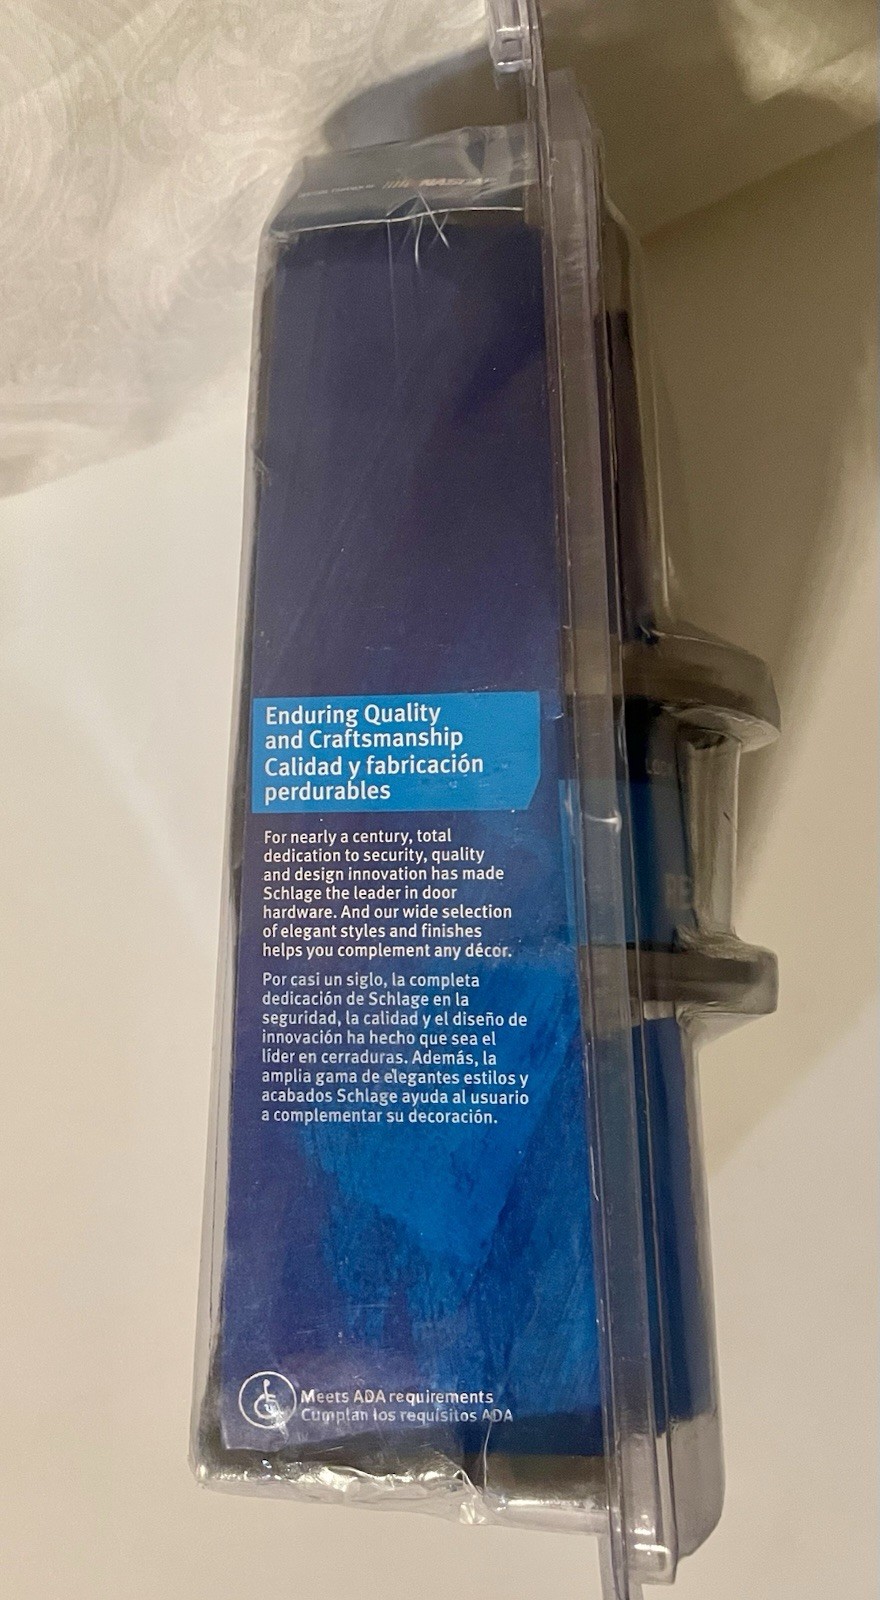 NASCAR
Enduring Quality
and Craftsmanship
Calidad y fabricación
perdurables
For nearly a century, total
dedication to security, quality
and design innovation has made
Schlage the leader in door
hardware. And our wide selection
of elegant styles and finishes
helps you complement any décor.
Por casi un siglo, la completa
dedicación de Schlage en la
seguridad, la calidad y el diseño de
innovación ha hecho que sea el
líder en cerraduras. Además, la
amplia gama de elegantes estilos y
acabados Schlage ayuda al usuario
a complementar su decoración.
Meets ADA requirements
Cumplan los requisitos ADA